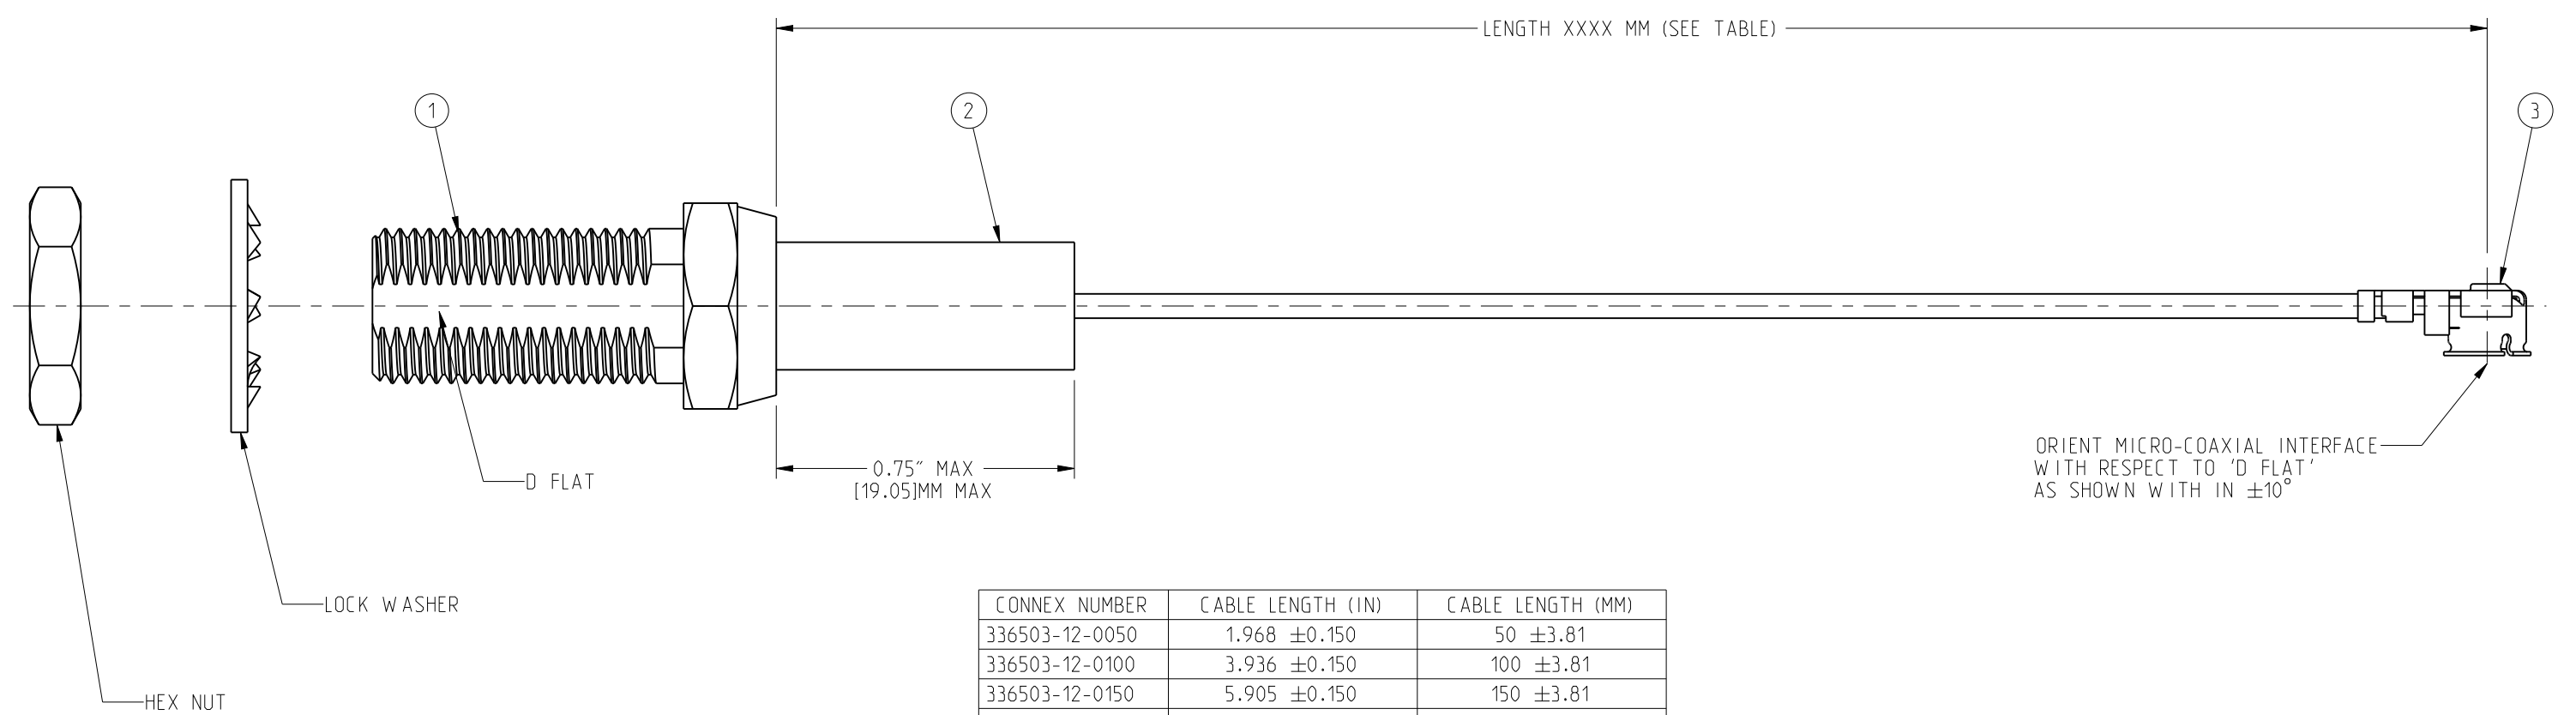 LENGTH XXXX MM (SEE TABLE)
1
2
3
D FLAT
0.75" MAX
[19.05]MM MAX
ORIENT MICRO-COAXIAL INTERFACE
WITH RESPECT TO 'D FLAT'
AS SHOWN WITH IN ±10°
LOCK WASHER
HEX NUT
CONNEX NUMBER CABLE LENGTH (IN) CABLE LENGTH (MM)
336503-12-0050 1.968 ±0.150 50 ±3.81
336503-12-0100 3.936 ±0.150 100 ±3.81
336503-12-0150 5.905 ±0.150 150 ±3.81